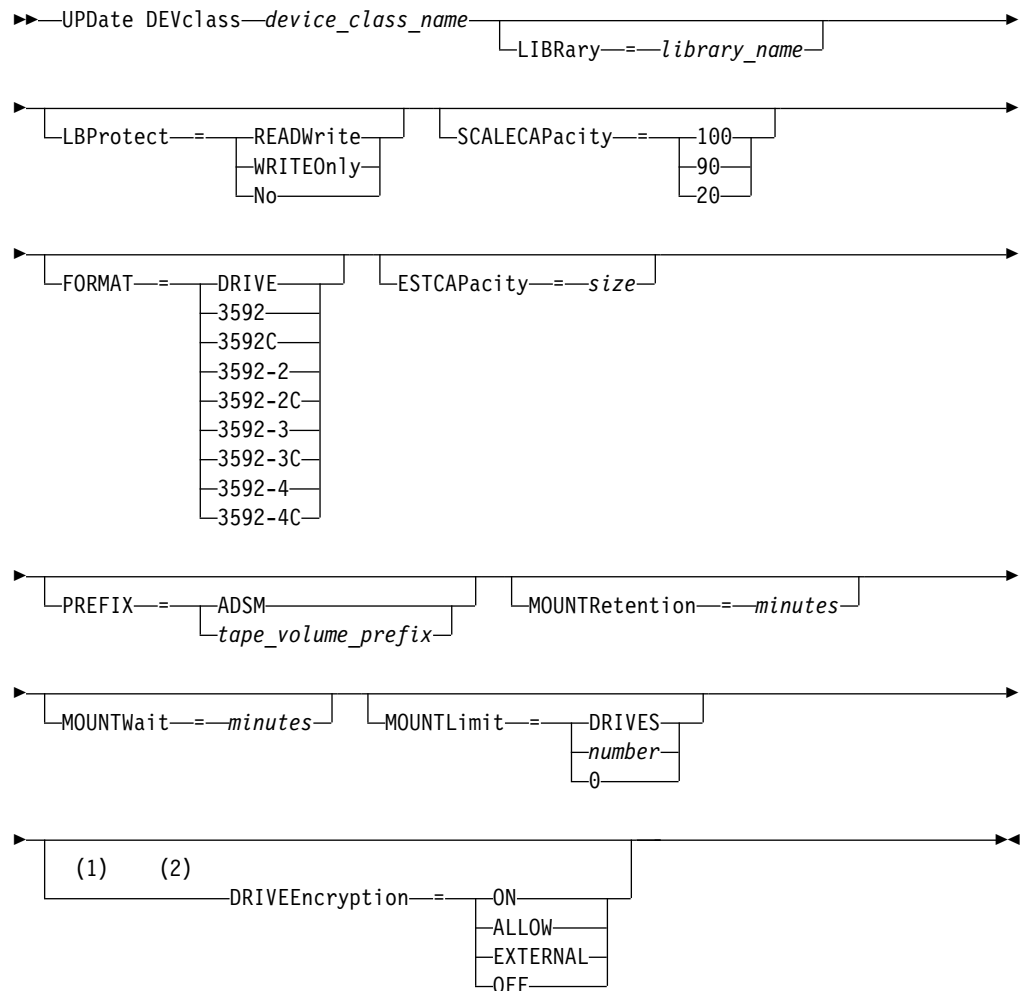 UPDate DEVclass device_class_name
LIBRary = library_name
LBProtect = READWrite
WRITEOnly
No
SCALECAPacity = 100
90
20
FORMAT = DRIVE
3592
3592C
3592-2
3592-2C
3592-3
3592-3C
3592-4
3592-4C
ESTCAPacity = size
PREFIX = ADSM
tape_volume_prefix
MOUNTRetention = minutes
MOUNTWait = minutes
MOUNTLimit = DRIVES
number
0
(1) (2)
DRIVEEncryption = ON
ALLOW
EXTERNAL
OFF